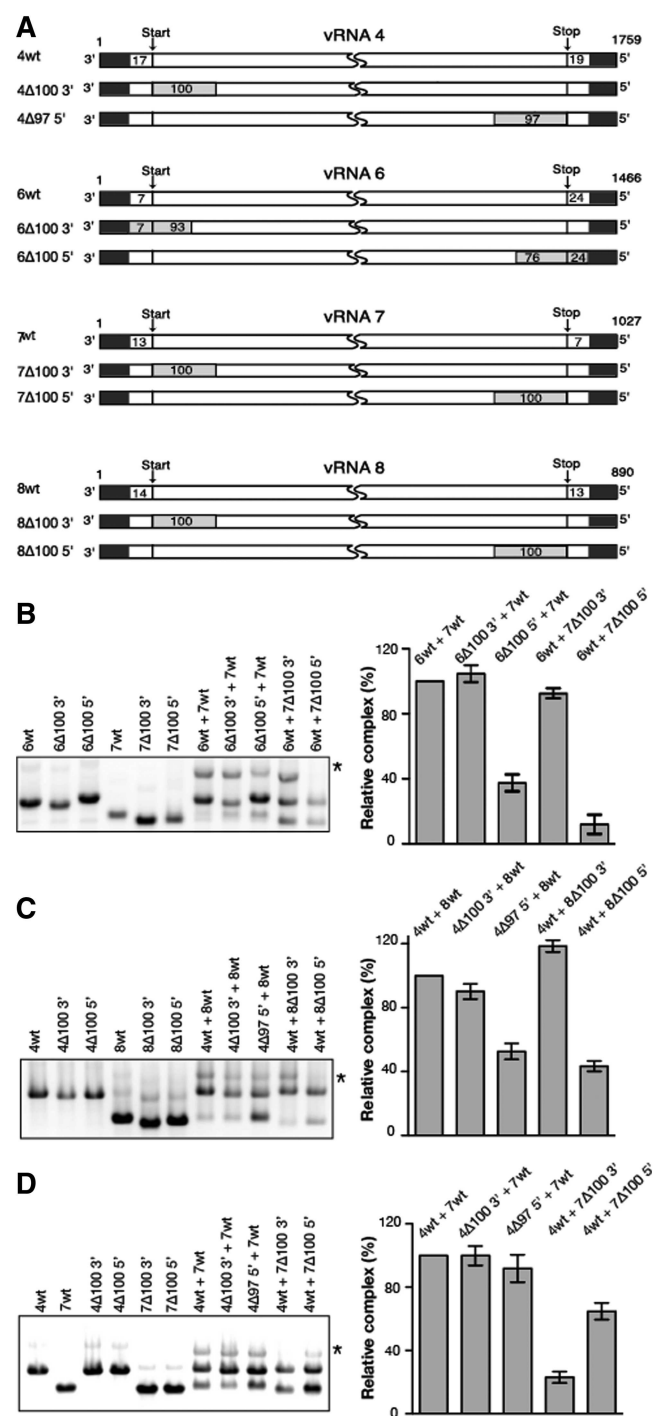 A
1 Start vRNA 4 Stop 1759
4wt 3' 17 19 5'
4Δ100 3' 3' 100 5'
4Δ97 5' 3' 97 5'
1 Start vRNA 6 Stop 1466
6wt 3' 7 24 5'
6Δ100 3' 3' 7 93 5'
6Δ100 5' 3' 76 24 5'
1 Start vRNA 7 Stop 1027
7wt 3' 13 7 5'
7Δ100 3' 3' 100 5'
7Δ100 5' 3' 100 5'
1 Start vRNA 8 Stop 890
8wt 3' 14 13 5'
8Δ100 3' 3' 100 5'
8Δ100 5' 3' 100 5'
B
6wt 6Δ100 3' 6Δ100 5' 7wt 7Δ100 3' 7Δ100 5' 6wt + 7wt 6Δ100 3' + 7wt 6Δ100 5' + 7wt 6wt + 7Δ100 3' 6wt + 7Δ100 5'
*
6wt + 7wt 6Δ100 3' + 7wt 6Δ100 5' + 7wt 6wt + 7Δ100 3' 6wt + 7Δ100 5'
Relative complex (%)
120
80
40
0
C
4wt 4Δ100 3' 4Δ100 5' 8wt 8Δ100 3' 8Δ100 5' 4wt + 8wt 4Δ100 3' + 8wt 4Δ97 5' + 8wt 4wt + 8Δ100 3' 4wt + 8Δ100 5'
*
4wt + 8wt 4Δ100 3' + 8wt 4Δ97 5' + 8wt 4wt + 8Δ100 3' 4wt + 8Δ100 5'
Relative complex (%)
120
80
40
0
D
4wt 7wt 4Δ100 3' 4Δ100 5' 7Δ100 3' 7Δ100 5' 4wt + 7wt 4Δ100 3' + 7wt 4Δ97 5' + 7wt 4wt + 7Δ100 3' 4wt + 7Δ100 5'
*
4wt + 7wt 4Δ100 3' + 7wt 4Δ97 5' + 7wt 4wt + 7Δ100 3' 4wt + 7Δ100 5'
Relative complex (%)
120
80
40
0